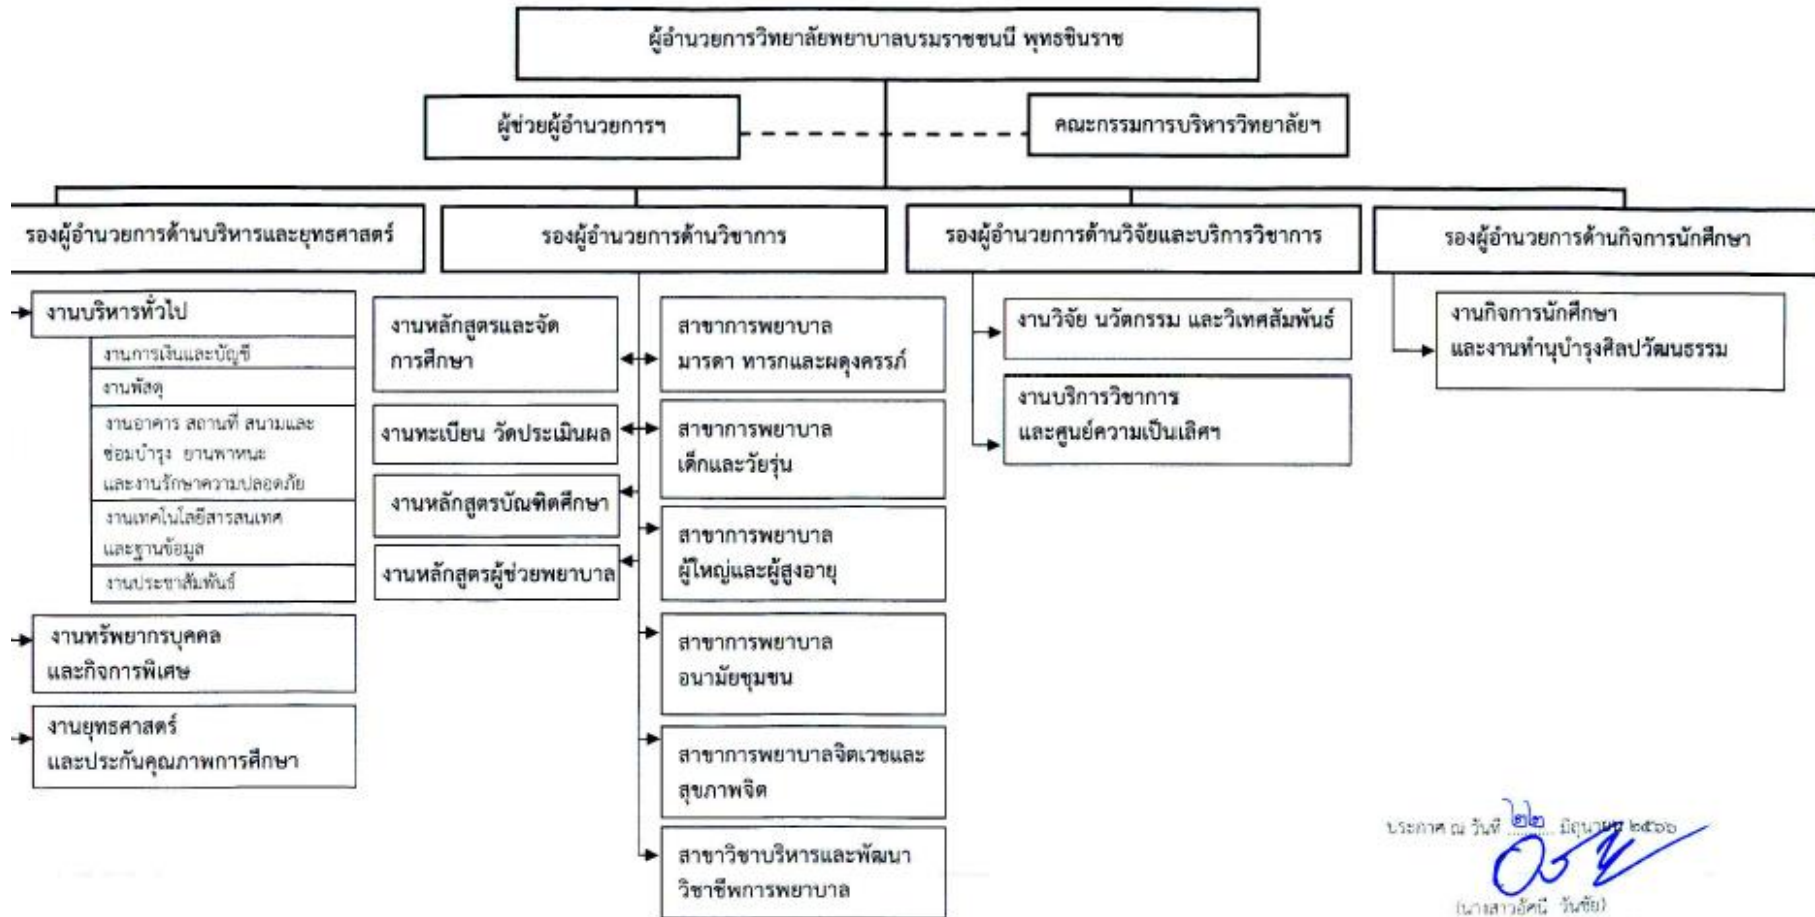 ผู้อำนวยการวิทยาลัยพยาบาลบรมราชชนนี พุทธชินราช
ผู้ช่วยผู้อำนวยการฯ
คณะกรรมการบริหารวิทยาลัยฯ
รองผู้อำนวยการด้านบริหารและยุทธศาสตร์
รองผู้อำนวยการด้านวิชาการ
รองผู้อำนวยการด้านวิจัยและบริการวิชาการ
รองผู้อำนวยการด้านกิจการนักศึกษา
งานบริหารทั่วไป
งานการเงินและบัญชี
งานพัสดุ
งานอาคาร สถานที่ สนามและ
ซ่อมบำรุง ยานพาหนะ
และงานรักษาความปลอดภัย
งานเทคโนโลยีสารสนเทศ
และฐานข้อมูล
งานประชาสัมพันธ์
งานทรัพยากรบุคคล
และกิจการพิเศษ
งานยุทธศาสตร์
และประกันคุณภาพการศึกษา
งานหลักสูตรและจัด
การศึกษา
งานทะเบียน วัดประเมินผล
งานหลักสูตรบัณฑิตศึกษา
งานหลักสูตรผู้ช่วยพยาบาล
สาขาการพยาบาล
มารดา ทารกและผดุงครรภ์
สาขาการพยาบาล
เด็กและวัยรุ่น
สาขาการพยาบาล
ผู้ใหญ่และผู้สูงอายุ
สาขาการพยาบาล
อนามัยชุมชน
สาขาการพยาบาลจิตเวชและ
สุขภาพจิต
สาขาวิชาบริหารและพัฒนา
วิชาชีพการพยาบาล
งานวิจัย นวัตกรรม และวิเทศสัมพันธ์
งานบริการวิชาการ
และศูนย์ความเป็นเลิศฯ
งานกิจการนักศึกษา
และงานทำนุบำรุงศิลปวัฒนธรรม
ประกาศ ณ วันที่ ๒๒ มิถุนายน ๒๕๖๖
(นางสาวอัศนี วันชัย)